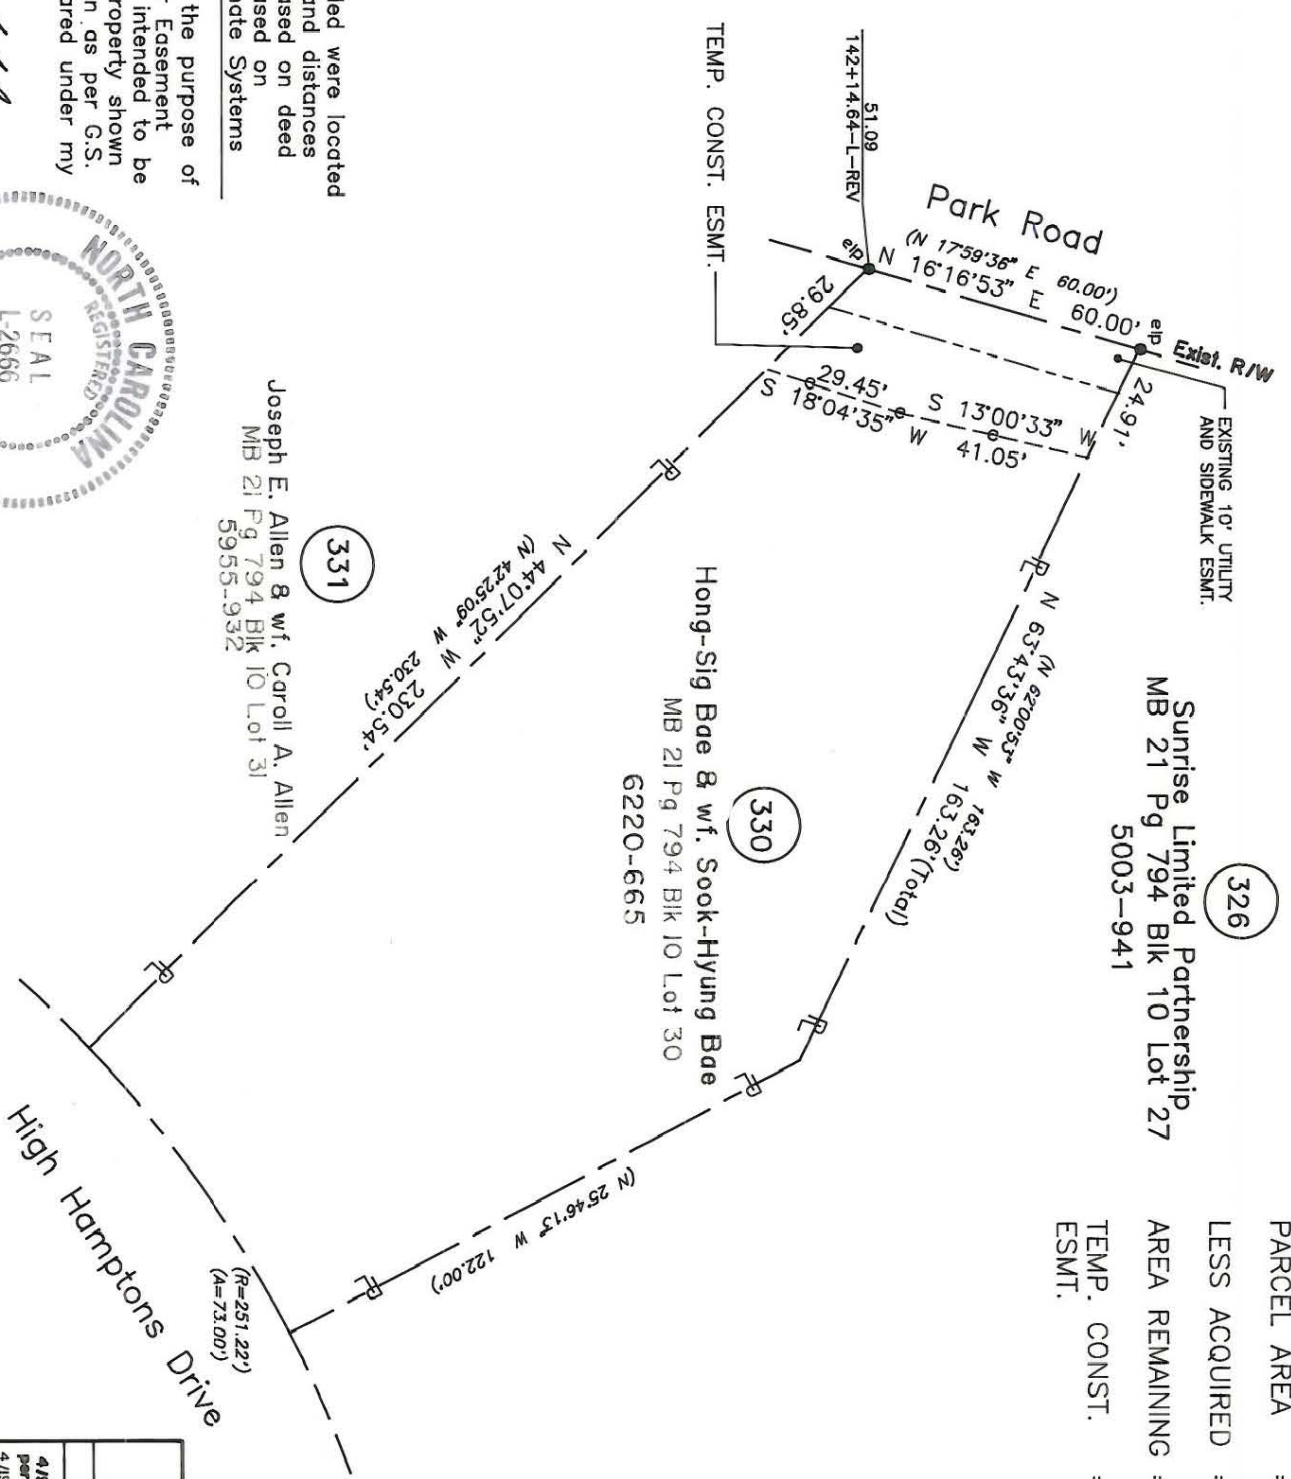 PARCEL AREA
LESS ACQUIRED
AREA REMAINING
TEMP. CONST.
ESMT.
326
Sunrise Limited Partnership
MB 21 Pg 794 Blk 10 Lot 27
5003-941
EXISTING 10' UTILITY
AND SIDEWALK ESMT.
Exist. R/W
eip
Park Road
(N 17°59'36" E 60.00')
N 16°16'53" E 60.00'
eip
51.09
142+14.64-L-REV
TEMP. CONST. ESMT.
24.91'
29.85'
29.45'
S 18°04'35" W
S 13°00'33" W
41.05'
(N 62°00'53" W 163.26')
N 63°43'36" W 163.26' (Total)
330
Hong-Sig Bae & wf. Sook-Hyung Bae
MB 21 Pg 794 Blk 10 Lot 30
6220-665
N 44°07'52" W 230.54'
(N 42°25'09" W 230.54')
331
Joseph E. Allen & wf. Caroll A. Allen
MB 21 Pg 794 Blk 10 Lot 31
5955-932
(N 25°46'13" W 122.00')
(R=251.22')
(A=73.00')
High Hamptons Drive
were located
and distances
on deed
on
Systems
the purpose of
Easement
intended to be
shown
as per G.S.
under my
NORTH CAROLINA
REGISTERED
SEAL
L-2666